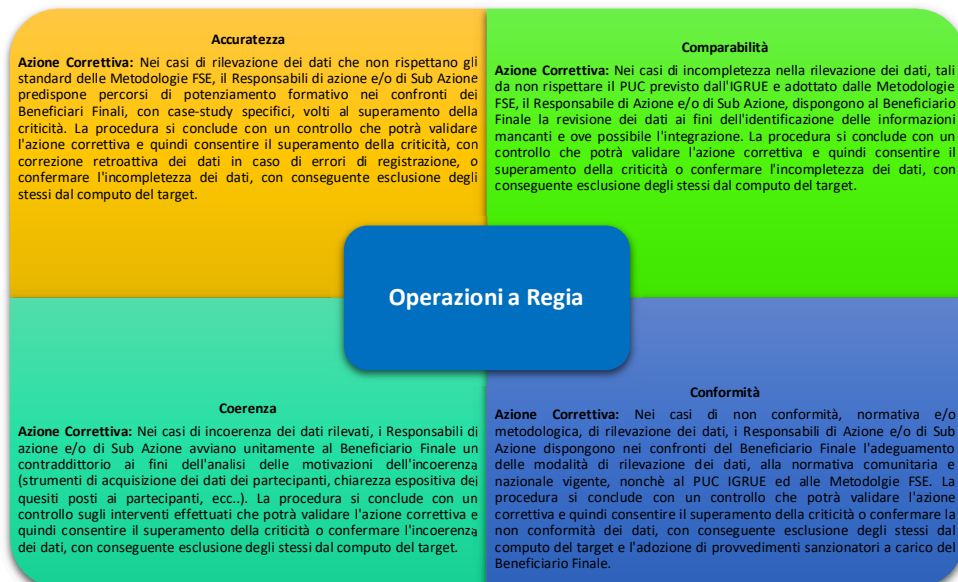 Accuratezza
Azione Correttiva: Nei casi di rilevazione dei dati che non rispettano gli
standard delle Metodologie FSE, il Responsabili di azione e/o di Sub Azione
predispone percorsi di potenziamento formativo nei confronti dei
Beneficiari Finali, con case-study specifici, volti al superamento della
criticità. La procedura si conclude con un controllo che potrà validare
l'azione correttiva e quindi consentire il superamento della criticità, con
correzione retroattiva dei dati in caso di errori di registrazione, o
confermare l'incompletezza dei dati, con conseguente esclusione degli
stessi dal computo del target.
Comparabilità
Azione Correttiva: Nei casi di incompletezza nella rilevazione dei dati, tali
da non rispettare il PUC previsto dall'IGRUE e adottato dalle Metodologie
FSE, il Responsabile di Azione e/o di Sub Azione, dispongono al Beneficiario
Finale la revisione dei dati ai fini dell'identificazione delle informazioni
mancanti e ove possibile l'integrazione. La procedura si conclude con un
controllo che potrà validare l'azione correttiva e quindi consentire il
superamento della criticità o confermare l'incompletezza dei dati, con
conseguente esclusione degli stessi dal computo del target.
Operazioni a Regia
Coerenza
Azione Correttiva: Nei casi di incoerenza dei dati rilevati, i Responsabili di
azione e/o di Sub Azione avviano unitamente al Beneficiario Finale un
contraddittorio ai fini dell'analisi delle motivazioni dell'incoerenza
(strumenti di acquisizione dei dati dei partecipanti, chiarezza espositiva dei
quesiti posti ai partecipanti, ecc..). La procedura si conclude con un
controllo sugli interventi effettuati che potrà validare l'azione correttiva e
quindi consentire il superamento della criticità o confermare l'incoerenza
dei dati, con conseguente esclusione degli stessi dal computo del target.
Conformità
Azione Correttiva: Nei casi di non conformità, normativa e/o
metodologica, di rilevazione dei dati, i Responsabili di Azione e/o di Sub
Azione dispongono nei confronti del Beneficiario Finale l'adeguamento
delle modalità di rilevazione dei dati, alla normativa comunitaria e
nazionale vigente, nonchè al PUC IGRUE ed alle Metodolgie FSE. La
procedura si conclude con un controllo che potrà validare l'azione
correttiva e quindi consentire il superamento della criticità o confermare la
non conformità dei dati, con conseguente esclusione degli stessi dal
computo del target e l'adozione di provvedimenti sanzionatori a carico del
Beneficiario Finale.